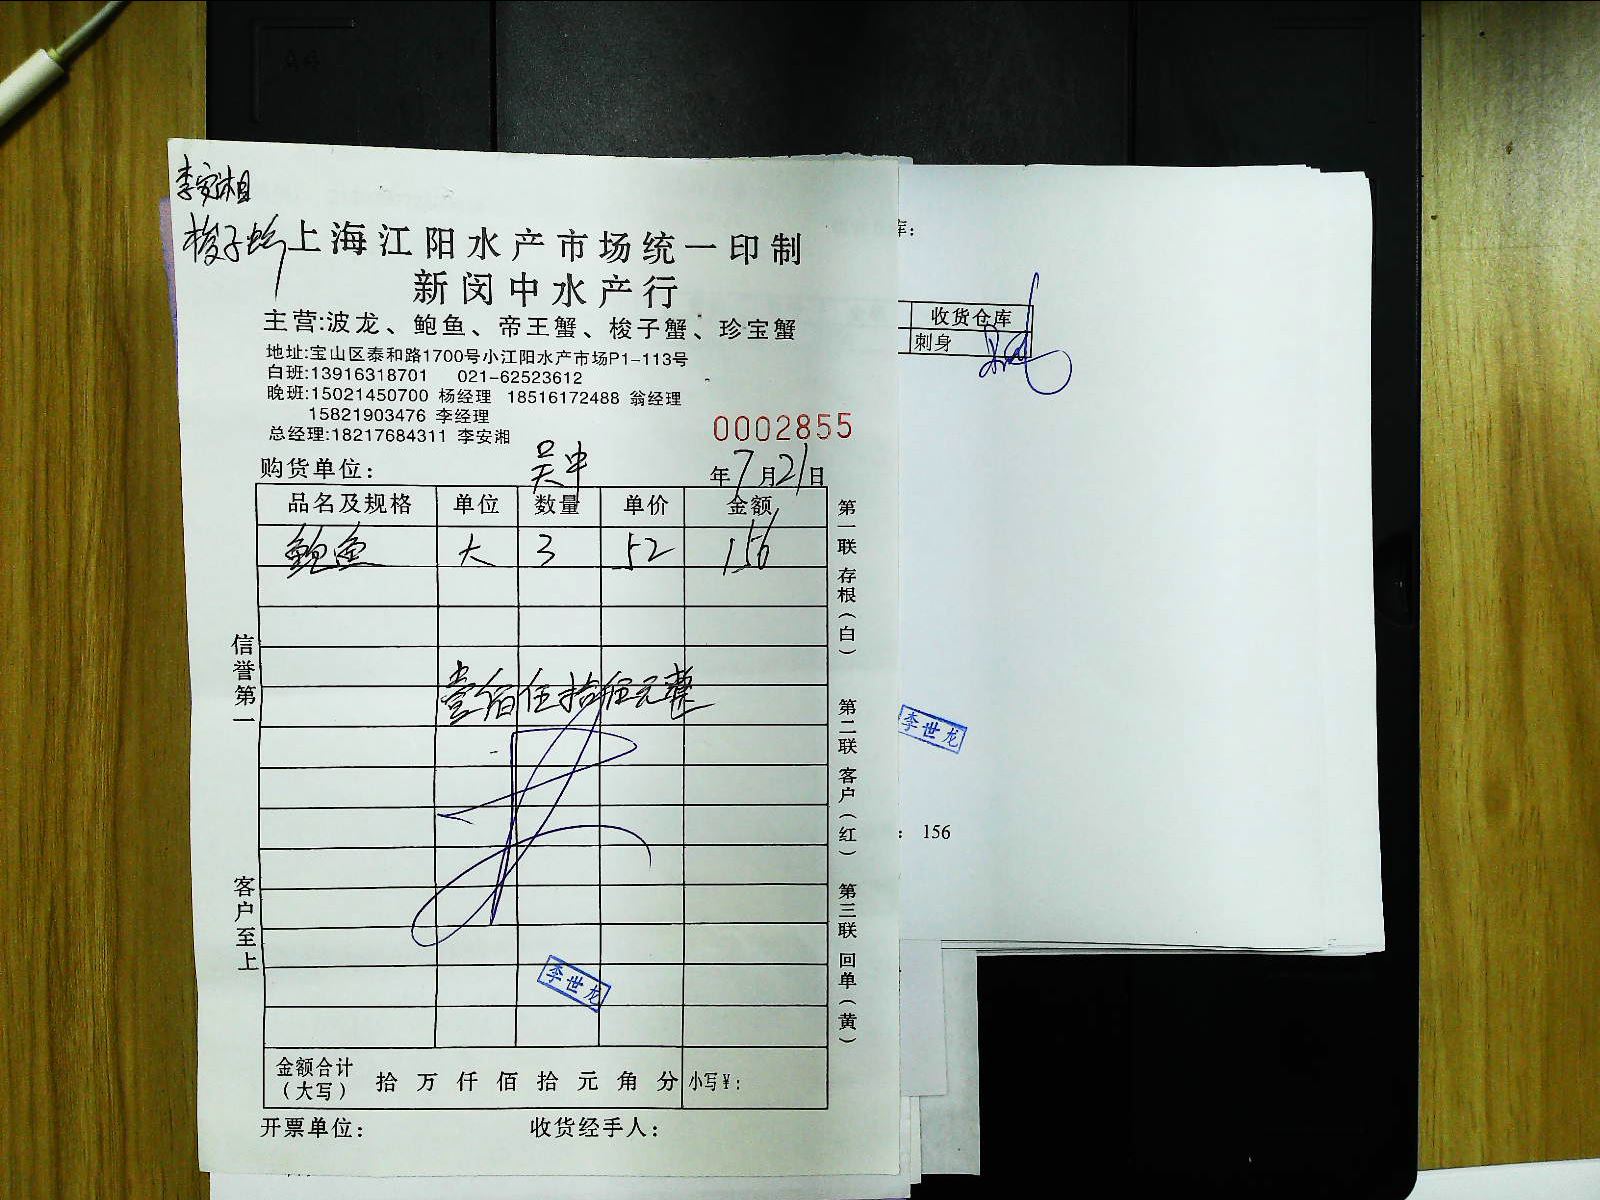 李安湘
梭子蟹
上海江阳水产市场统一印制
新闵中水产行
主营:波龙、鲍鱼、帝王蟹、梭子蟹、珍宝蟹
地址:宝山区泰和路1700号小江阳水产市场P1-113号
白班:13916318701 021-62523612
晚班:15021450700 杨经理 18516172488 翁经理
15821903476 李经理
总经理:18217684311 李安湘
0002855
购货单位: 吴中 年7月21日
品名及规格 单位 数量 单价 金额
鲍鱼 大 3 52 156
壹佰伍拾伍元整
李世龙
金额合计(大写) 拾 万 仟 佰 拾 元 角 分 小写¥:
开票单位: 收货经手人:
信誉第一
客户至上
第一联 存根(白)
第二联 客户(红)
第三联 回单(黄)
库:
收货仓库
刺身
李世龙
: 156
A4